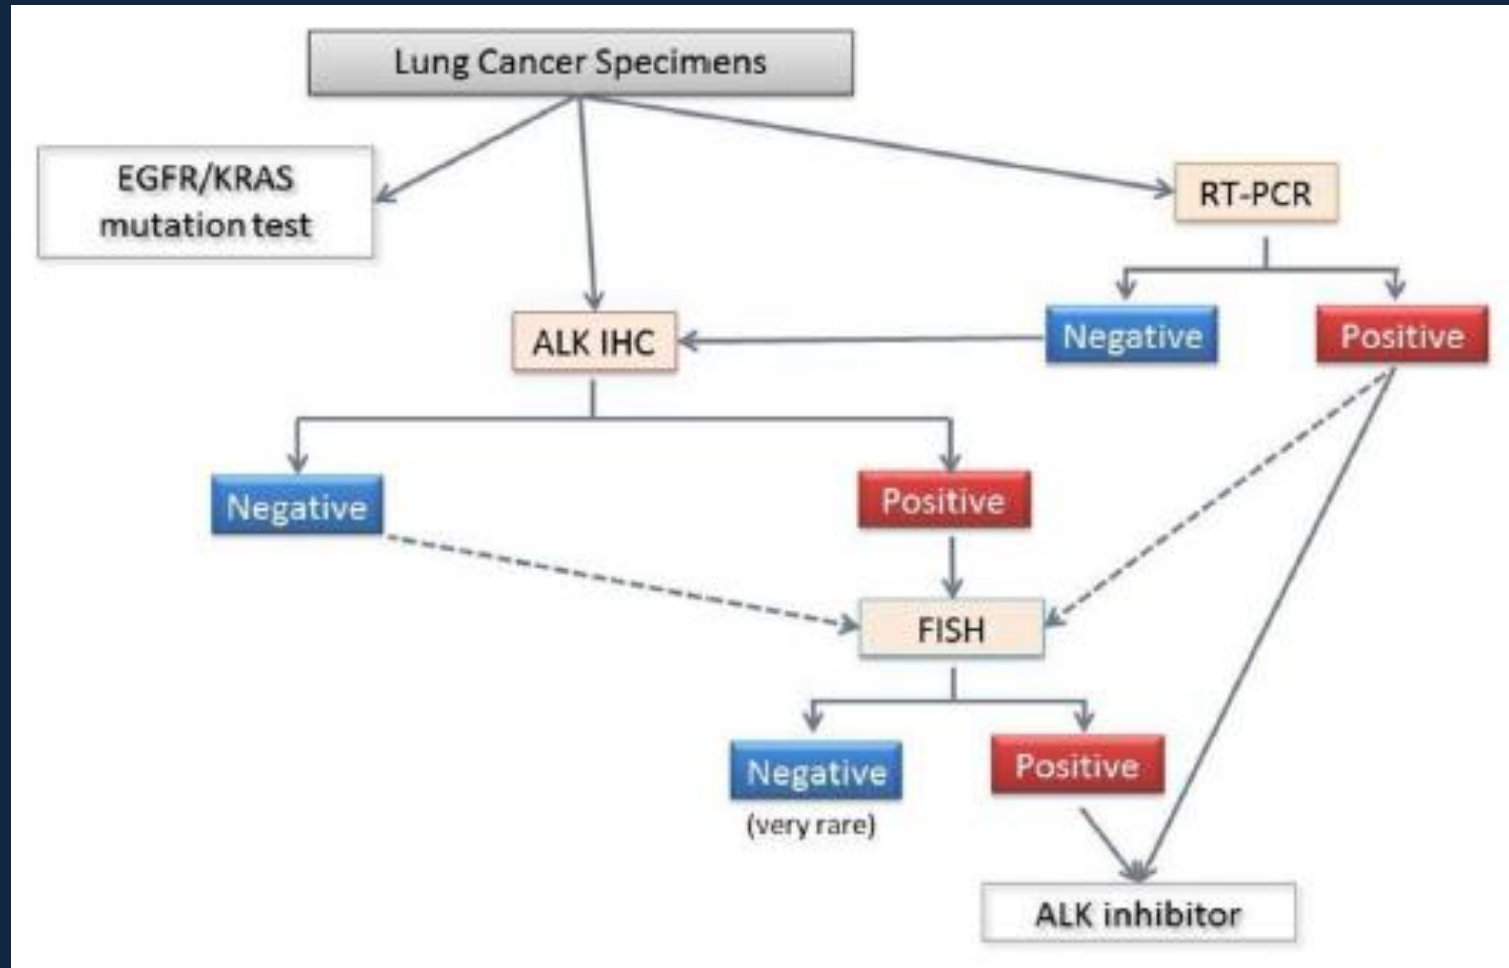 Lung Cancer Specimens
EGFR/KRAS
mutation test
RT-PCR
ALK IHC
Negative
Positive
Negative
Positive
FISH
Negative
(very rare)
Positive
ALK inhibitor